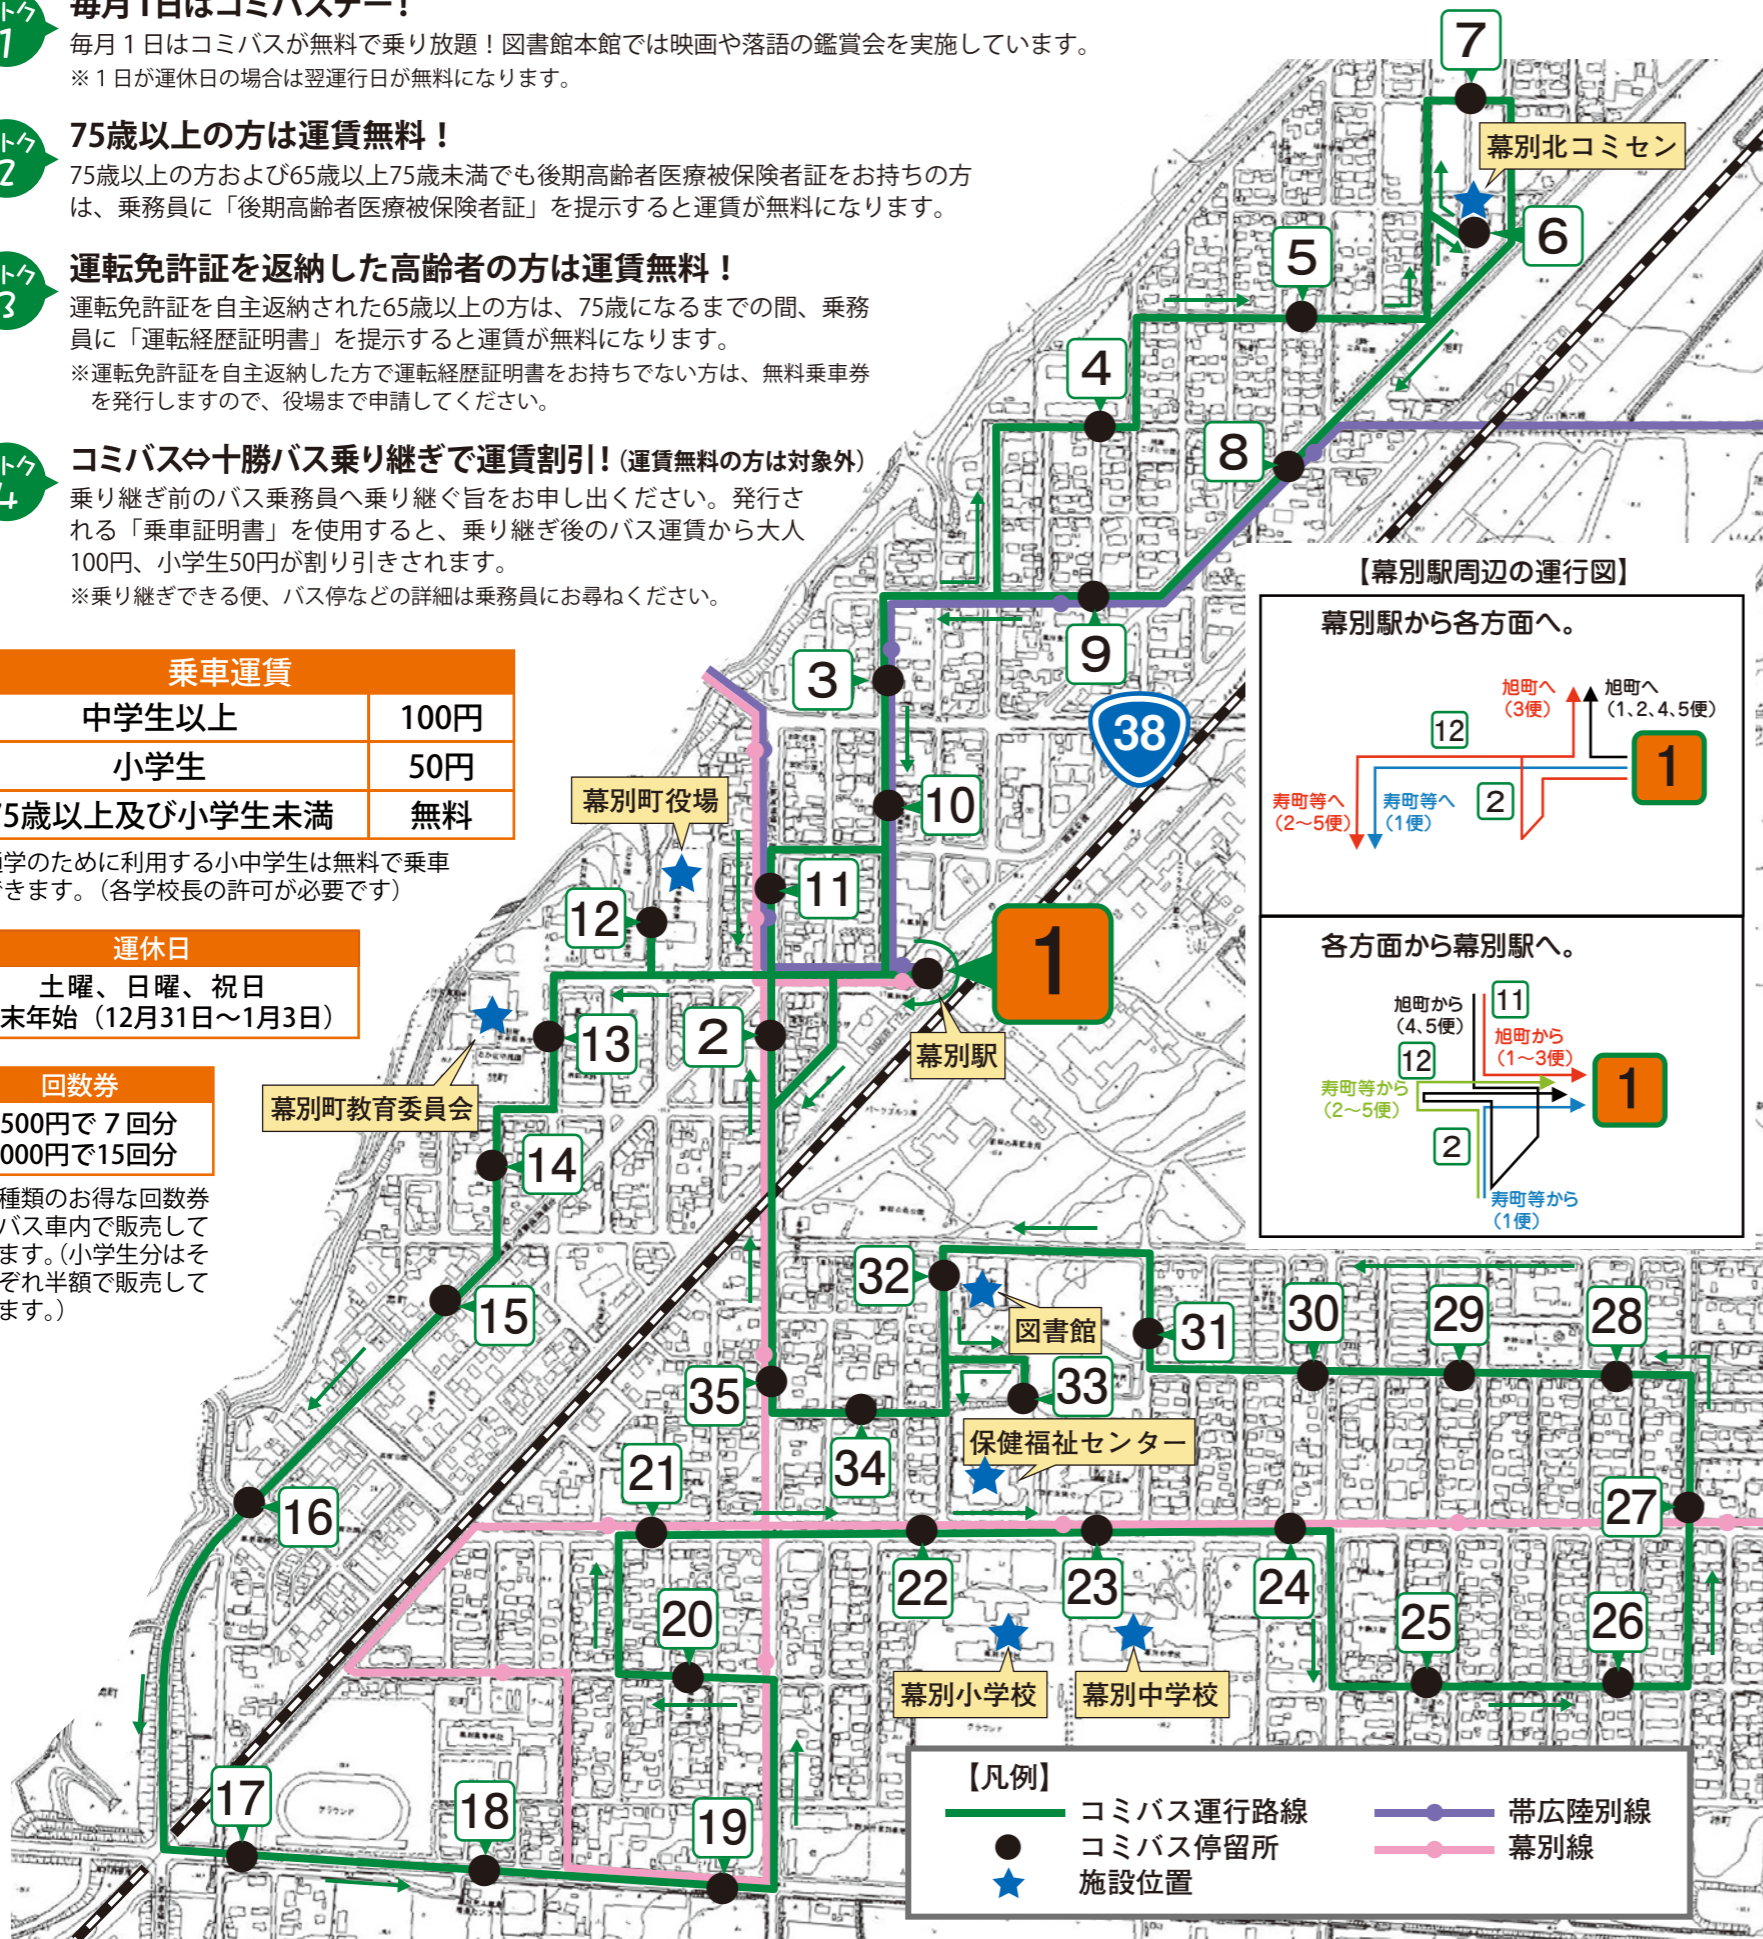 トク
1
毎月1日はコミバスデー！
毎月１日はコミバスが無料で乗り放題！図書館本館では映画や落語の鑑賞会を実施しています。
※１日が運休日の場合は翌運行日が無料になります。
トク
2
75歳以上の方は運賃無料！
75歳以上の方および65歳以上75歳未満でも後期高齢者医療被保険者証をお持ちの方
は、乗務員に「後期高齢者医療被保険者証」を提示すると運賃が無料になります。
トク
3
運転免許証を返納した高齢者の方は運賃無料！
運転免許証を自主返納された65歳以上の方は、75歳になるまでの間、乗務
員に「運転経歴証明書」を提示すると運賃が無料になります。
※運転免許証を自主返納した方で運転経歴証明書をお持ちでない方は、無料乗車券
を発行しますので、役場まで申請してください。
トク
4
コミバス⇔十勝バス乗り継ぎで運賃割引！（運賃無料の方は対象外）
乗り継ぎ前のバス乗務員へ乗り継ぐ旨をお申し出ください。発行さ
れる「乗車証明書」を使用すると、乗り継ぎ後のバス運賃から大人
100円、小学生50円が割り引きされます。
※乗り継ぎできる便、バス停などの詳細は乗務員にお尋ねください。
乗車運賃
中学生以上 100円
小学生 50円
5歳以上及び小学生未満 無料
通学のために利用する小中学生は無料で乗車
できます。（各学校長の許可が必要です）
運休日
土曜、日曜、祝日
末年始（12月31日～1月3日）
回数券
500円で７回分
000円で15回分
種類のお得な回数券
バス車内で販売して
ます。（小学生分はそ
ぞれ半額で販売して
ます。）
7
幕別北コミセン
6
5
4
8
9
3
38
10
幕別町役場
11
12
1
13
2
幕別駅
幕別町教育委員会
14
15
16
32
図書館
31
30
29
28
35
33
34
保健福祉センター
21
27
22
23
24
20
25
26
幕別小学校
幕別中学校
17
18
19
グラウンド
グラウンド
【幕別駅周辺の運行図】
幕別駅から各方面へ。
旭町へ
（3便）
旭町へ
（1、2、4、5便）
12
1
2
寿町等へ
（2～5便）
寿町等へ
（1便）
各方面から幕別駅へ。
旭町から
（4、5便）
11
旭町から
（1～3便）
12
1
寿町等から
（2～5便）
2
寿町等から
（1便）
【凡例】
コミバス運行路線
帯広陸別線
コミバス停留所
幕別線
施設位置